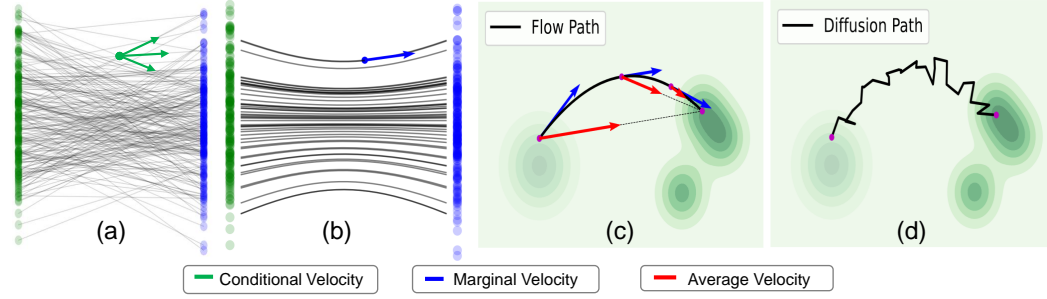 Flow Path
Diffusion Path
(a)
(b)
(c)
(d)
Conditional Velocity
Marginal Velocity
Average Velocity